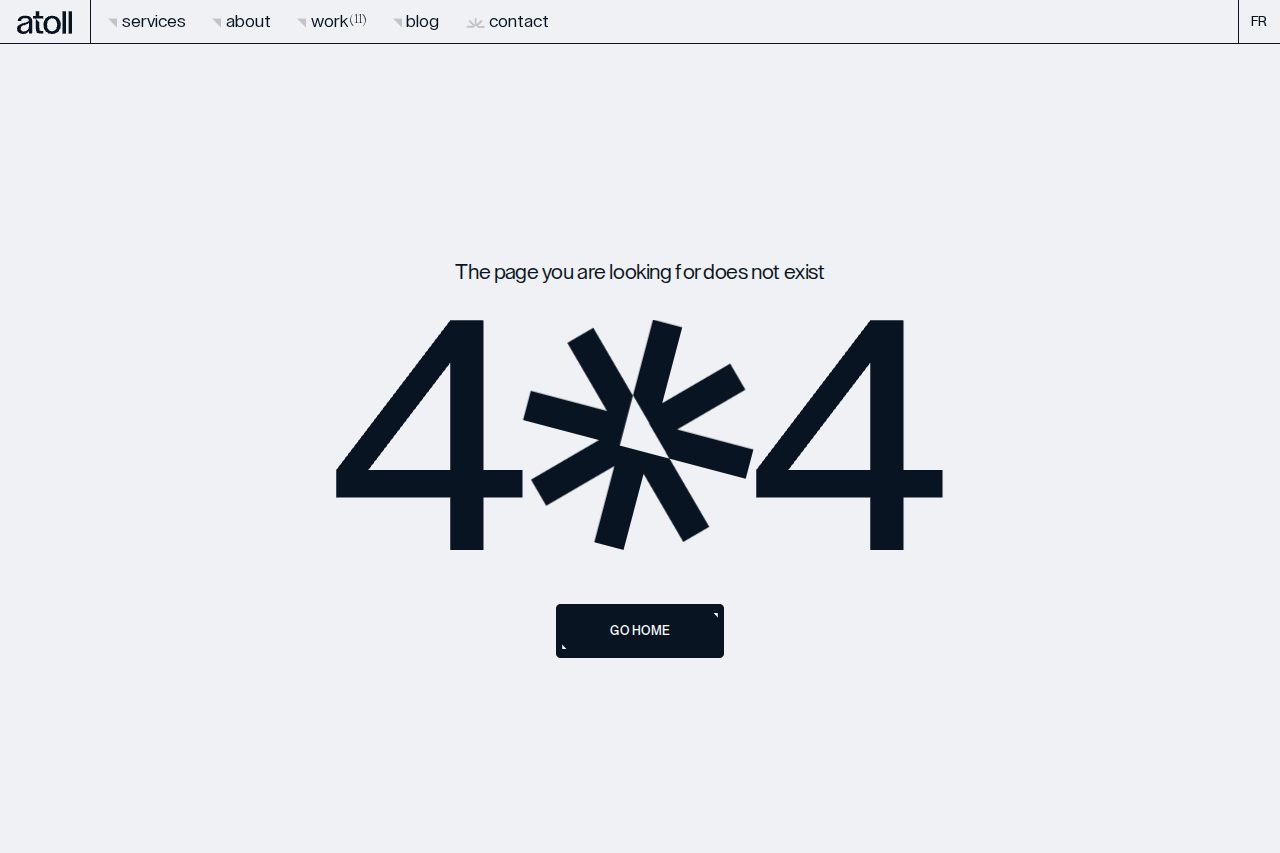 atoll services about work(11) blog contact FR
The page you are looking for does not exist
4 4
GO HOME